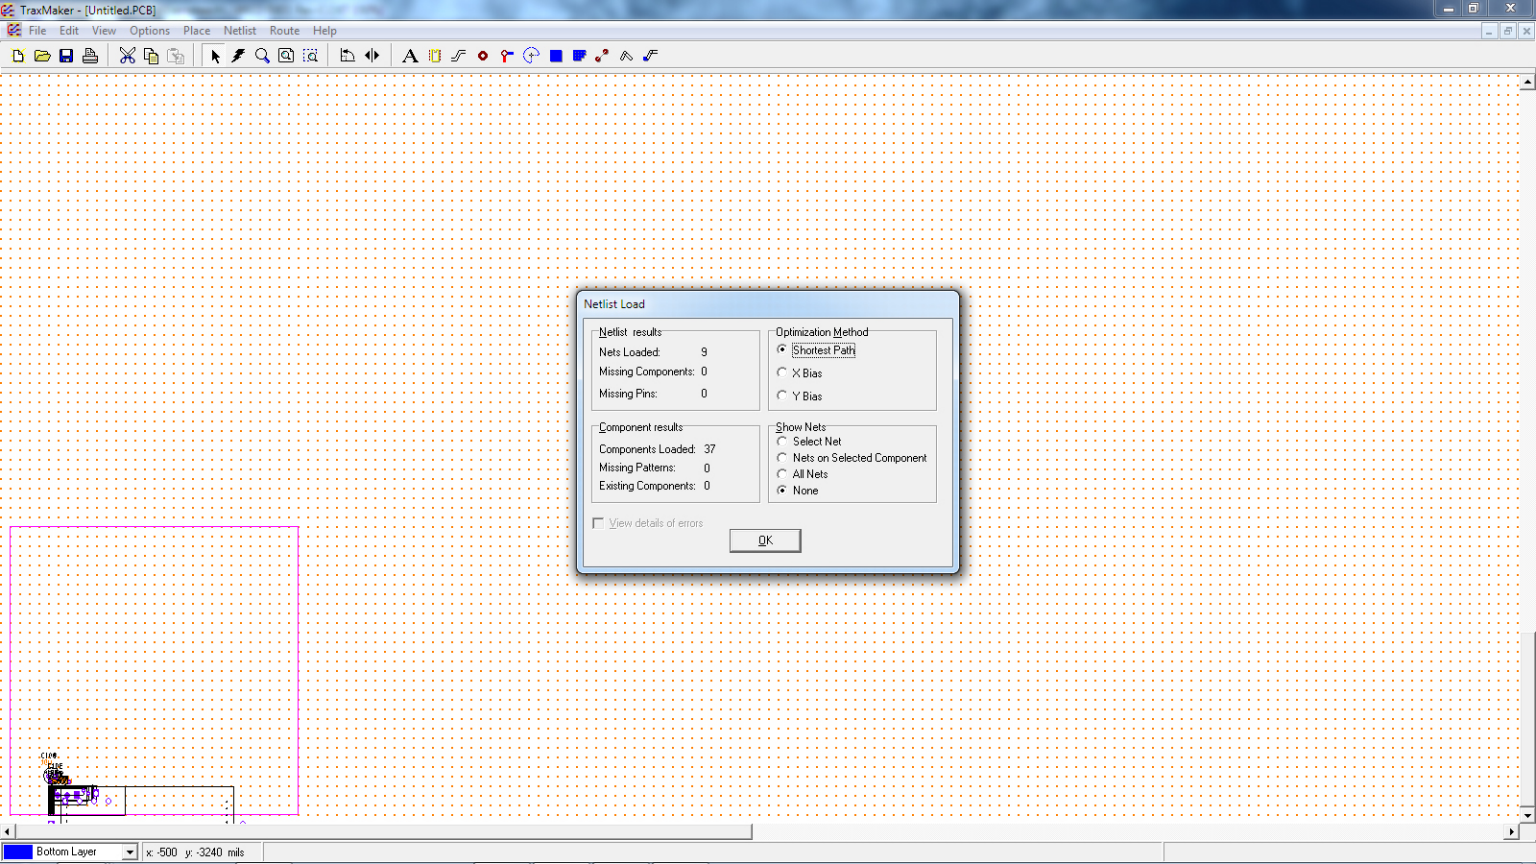 TraxMaker - [Untitled.PCB]
File Edit View Options Place Netlist Route Help
Netlist Load
Netlist results
Nets Loaded: 9
Missing Components: 0
Missing Pins: 0
Optimization Method
Shortest Path
X Bias
Y Bias
Component results
Components Loaded: 37
Missing Patterns: 0
Existing Components: 0
Show Nets
Select Net
Nets on Selected Component
All Nets
None
View details of errors
OK
Bottom Layer
x: -500 y: -3240 mils